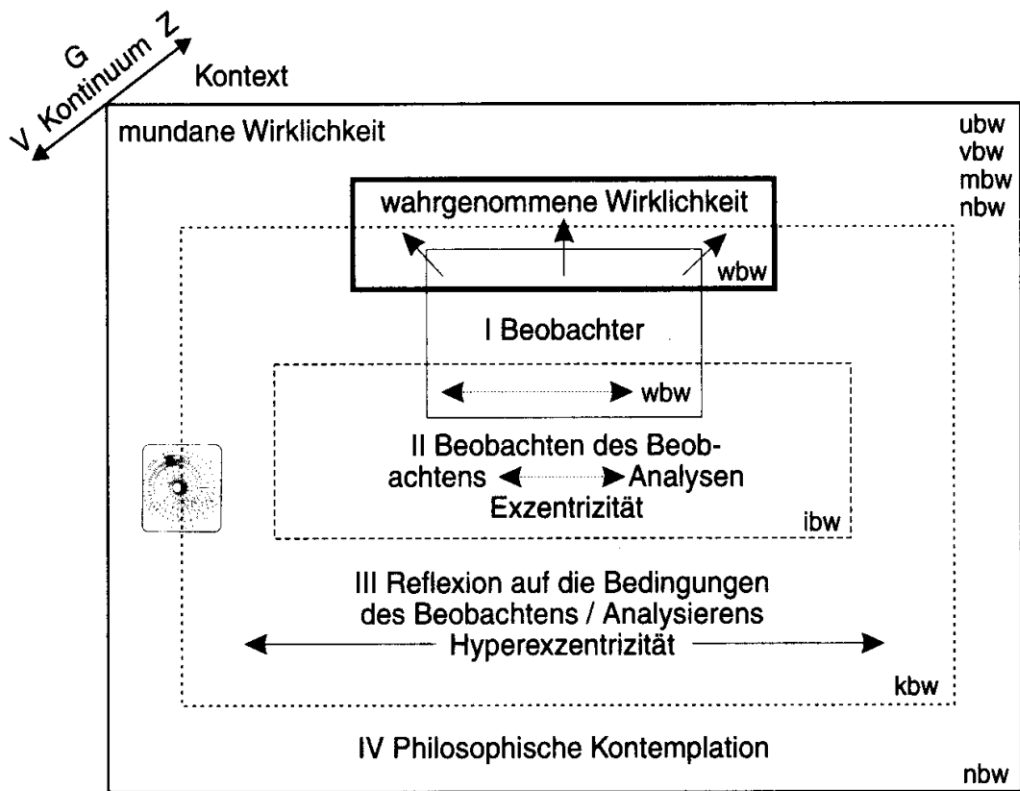 G
V Kontinuum Z
Kontext
mundane Wirklichkeit
ubw
vbw
mbw
nbw
wahrgenommene Wirklichkeit
wbw
I Beobachter
wbw
II Beobachten des Beob-
achtens Analysen
Exzentrizität
ibw
III Reflexion auf die Bedingungen
des Beobachtens / Analysierens
Hyperexzentrizität
kbw
IV Philosophische Kontemplation
nbw